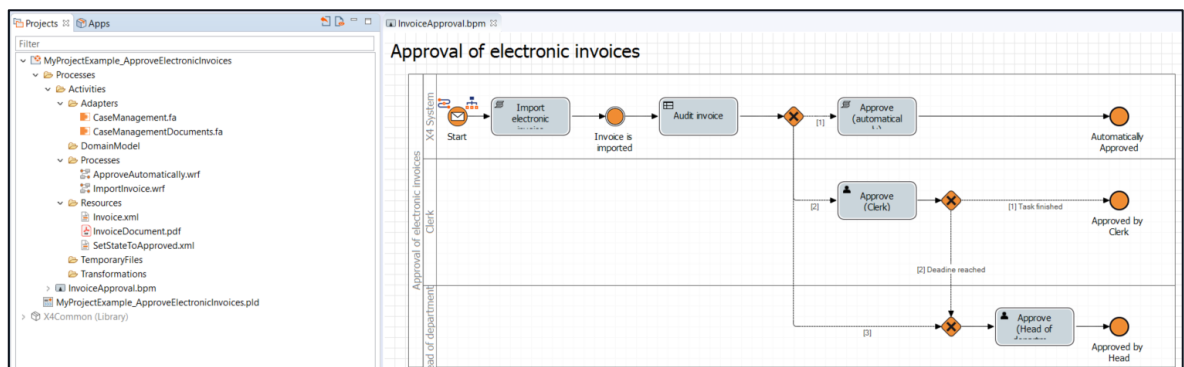 Projects
Apps
Filter
MyProjectExample_ApproveElectronicInvoices
Processes
Activities
Adapters
CaseManagement.fa
CaseManagementDocuments.fa
DomainModel
Processes
ApproveAutomatically.wrf
ImportInvoice.wrf
Resources
Invoice.xml
InvoiceDocument.pdf
SetStateToApproved.xml
TemporaryFiles
Transformations
InvoiceApproval.bpm
MyProjectExample_ApproveElectronicInvoices.pld
X4Common (Library)
InvoiceApproval.bpm
Approval of electronic invoices
Approval of electronic invoices
X4 System
Start
Import
electronic
Invoice is
imported
Audit invoice
[1]
Approve
(automatical
Automatically
Approved
Clerk
[2]
Approve
(Clerk)
[1] Task finished
Approved by
Clerk
[2] Deadine reached
ead of department
[3]
Approve
(Head of
Approved by
Head